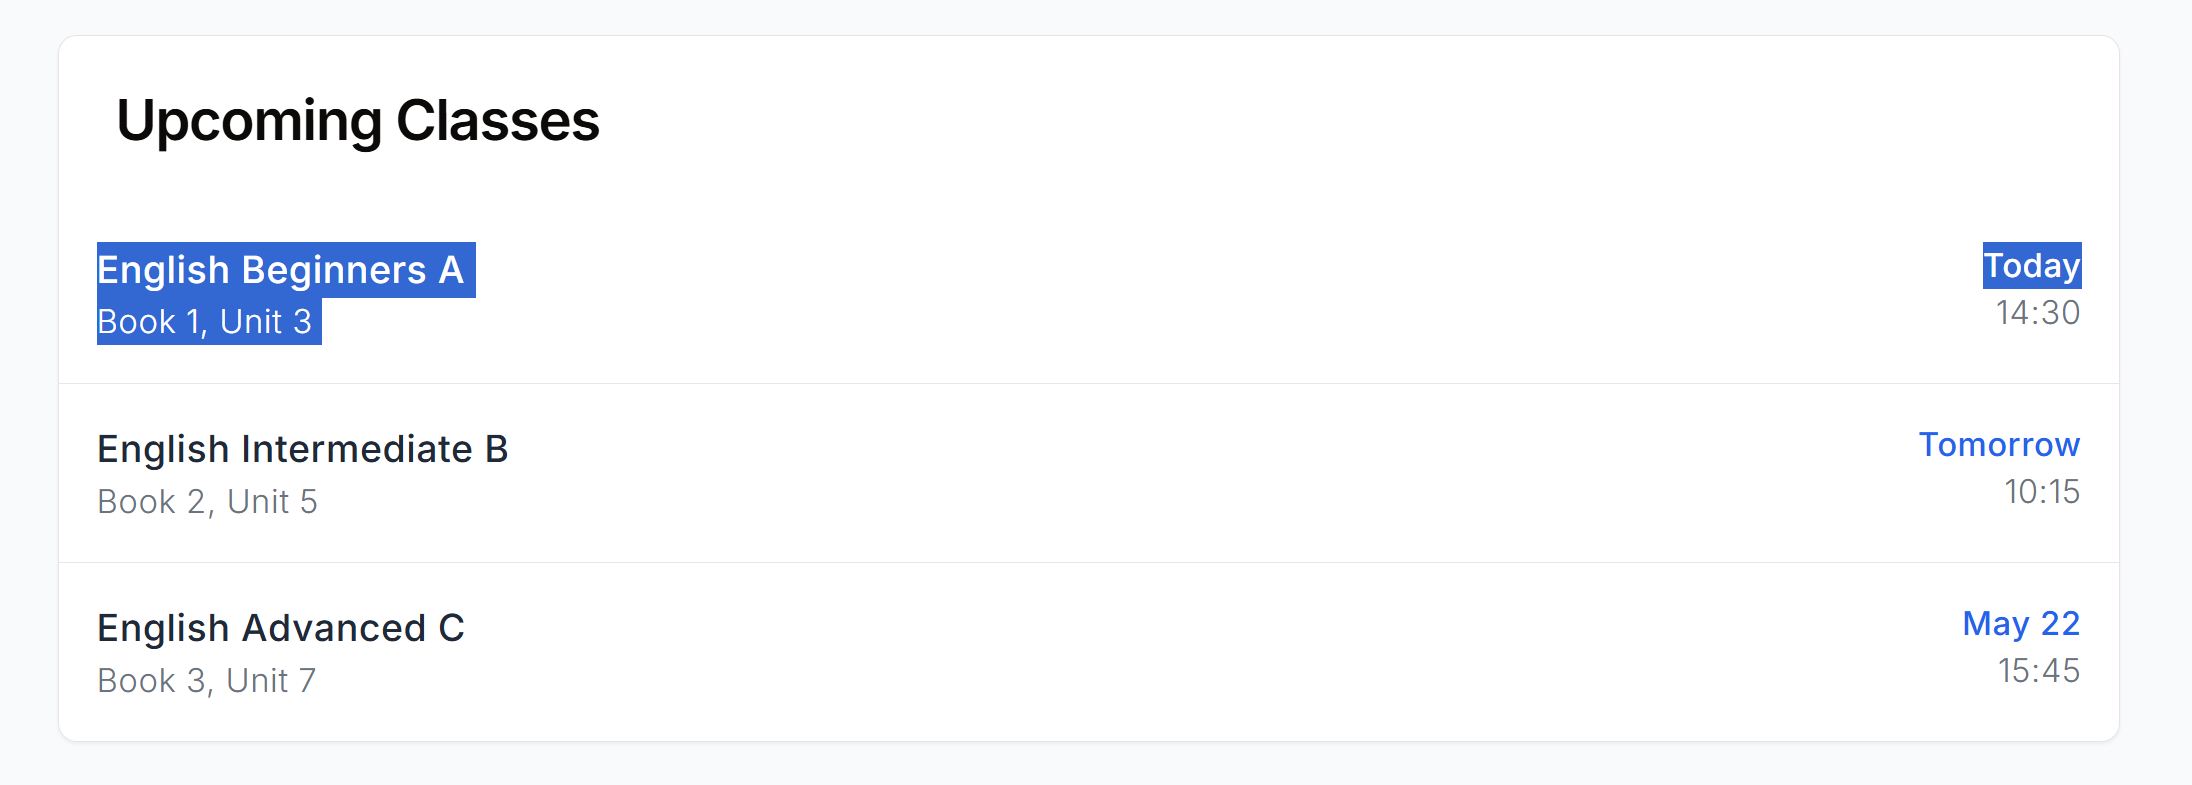 Upcoming Classes
English Beginners A
Book 1, Unit 3
Today
14:30
English Intermediate B
Book 2, Unit 5
Tomorrow
10:15
English Advanced C
Book 3, Unit 7
May 22
15:45